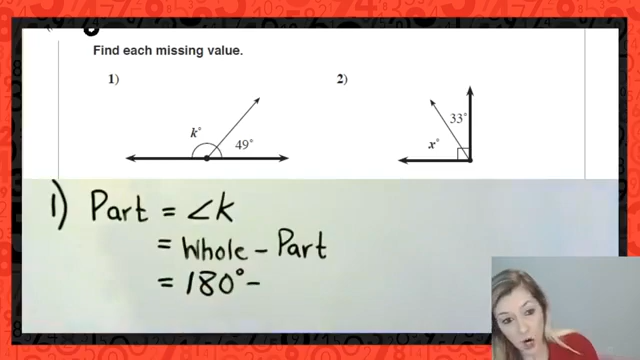 Find each missing value.
1) 2)
k° 49° 33° x°
1) Part = ∠k
= Whole - Part
= 180° -